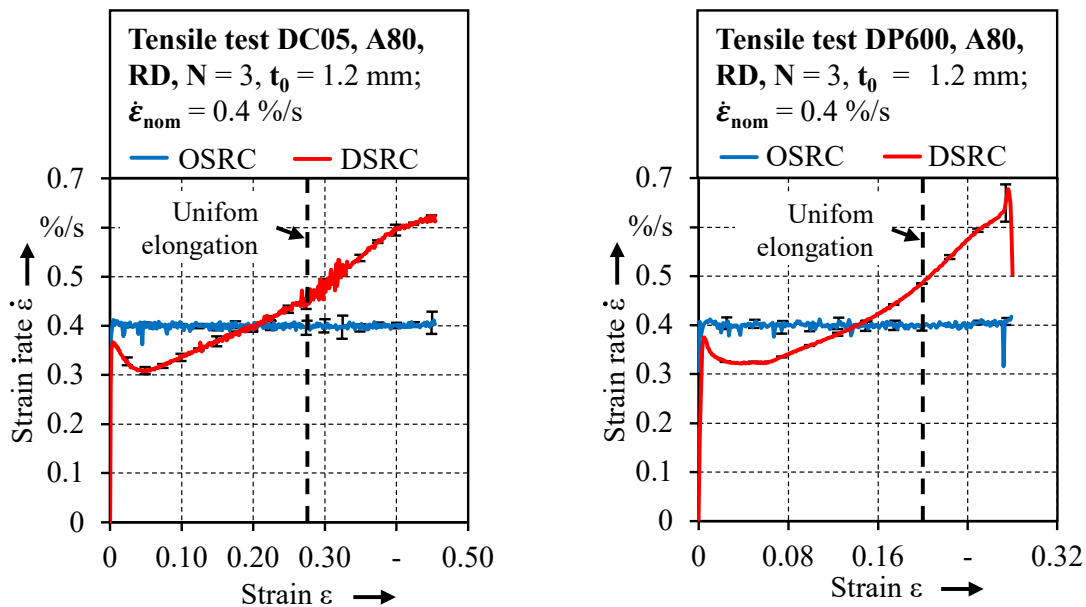 Tensile test DC05, A80,
RD, N = 3, t₀ = 1.2 mm;
ε̇nom = 0.4 %/s
OSRC DSRC
0.7
%/s
0.5
0.4
0.3
0.2
0.1
0
Strain rate ε̇
Unifom
elongation
0 0.10 0.20 0.30 - 0.50
Strain ε
Tensile test DP600, A80,
RD, N = 3, t₀ = 1.2 mm;
ε̇nom = 0.4 %/s
OSRC DSRC
0.7
%/s
0.5
0.4
0.3
0.2
0.1
0
Strain rate ε̇
Unifom
elongation
0 0.08 0.16 - 0.32
Strain ε